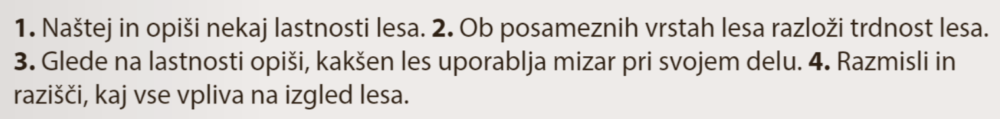 1. Naštej in opiši nekaj lastnosti lesa. 2. Ob posameznih vrstah lesa razloži trdnost lesa.
3. Glede na lastnosti opiši, kakšen les uporablja mizar pri svojem delu. 4. Razmisli in
razišči, kaj vse vpliva na izgled lesa.